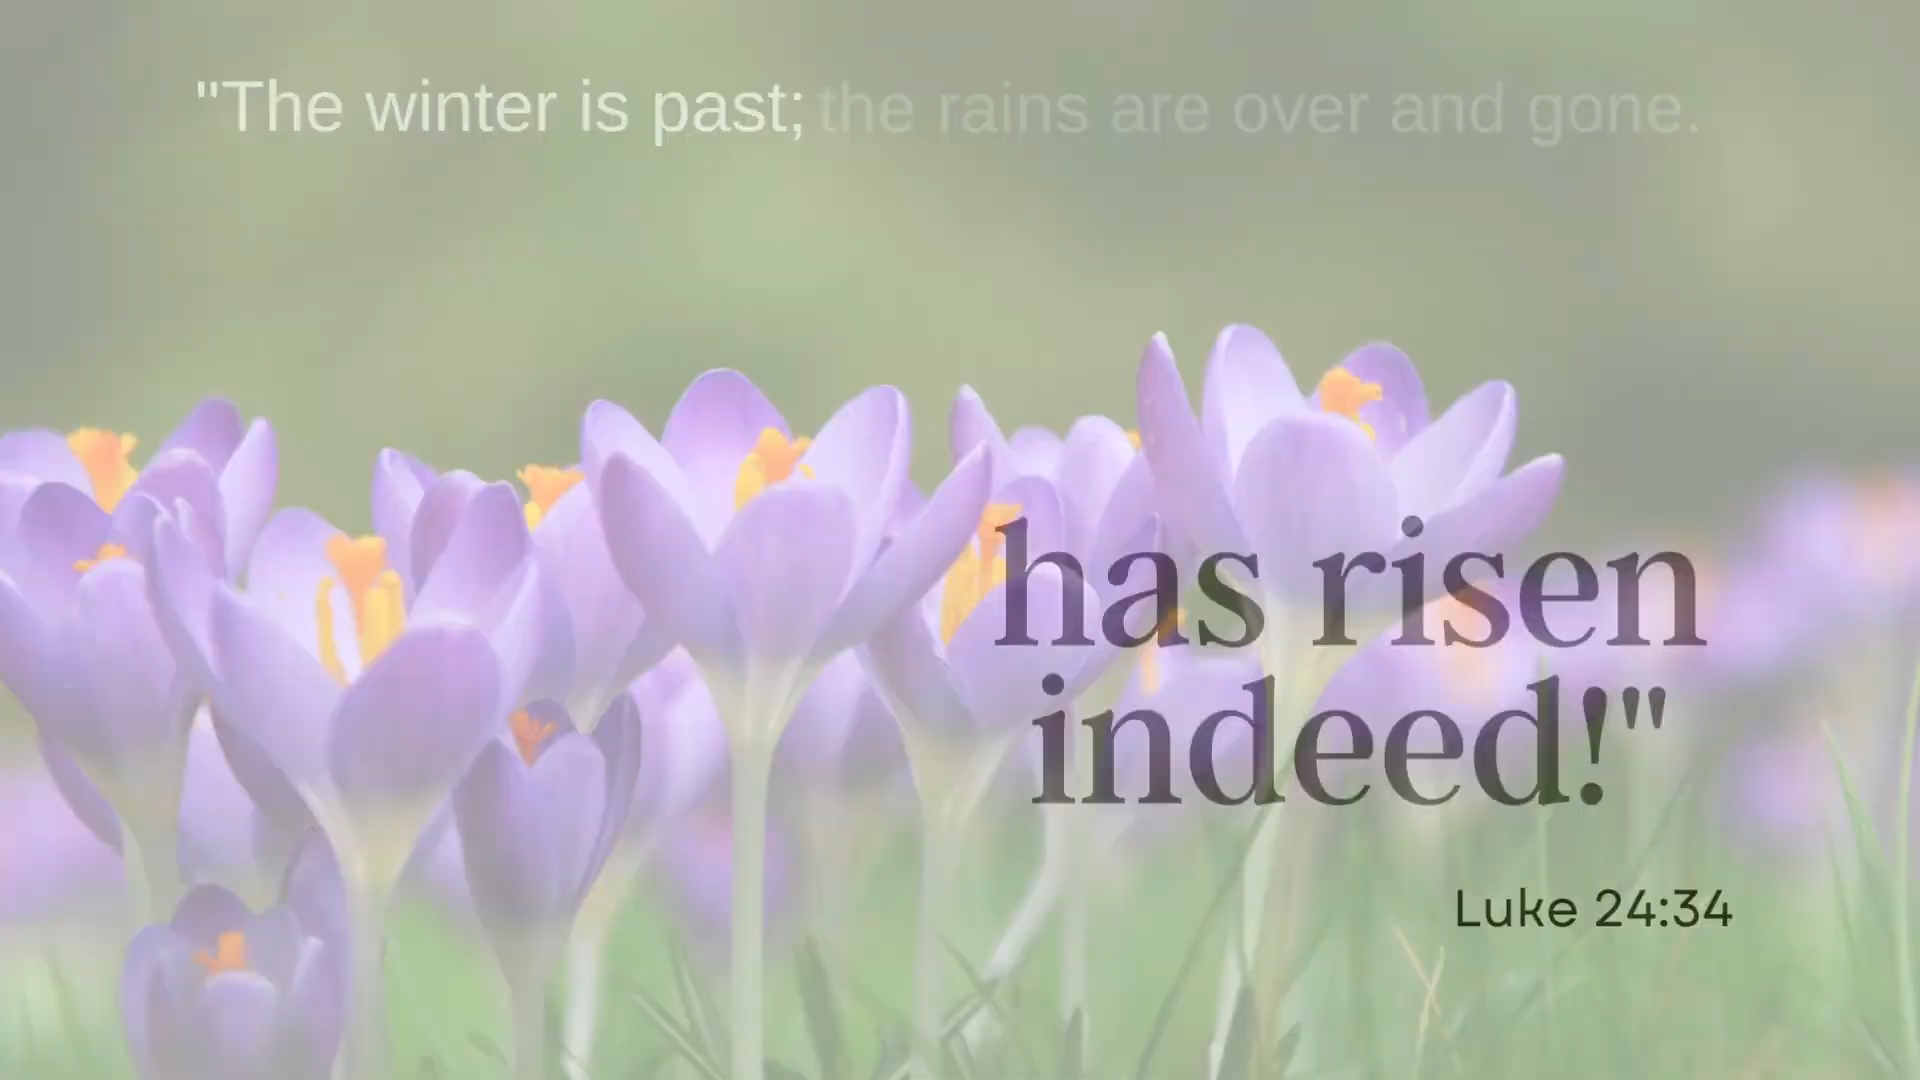 "The winter is past; the rains are over and gone.
has risen
indeed!"
Luke 24:34